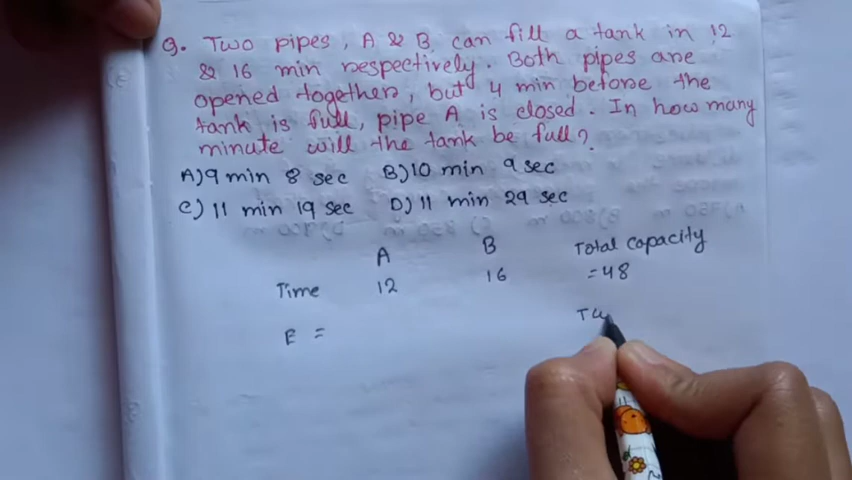 9. Two pipes, A & B, can fill a tank in 12
& 16 min respectively. Both pipes are
opened together, but 4 min before the
tank is full, pipe A is closed. In how many
minute will the tank be full?
A) 9 min 8 sec B) 10 min 9 sec
C) 11 min 19 sec D) 11 min 29 sec
A B Total capacity
Time 12 16 = 48
E =